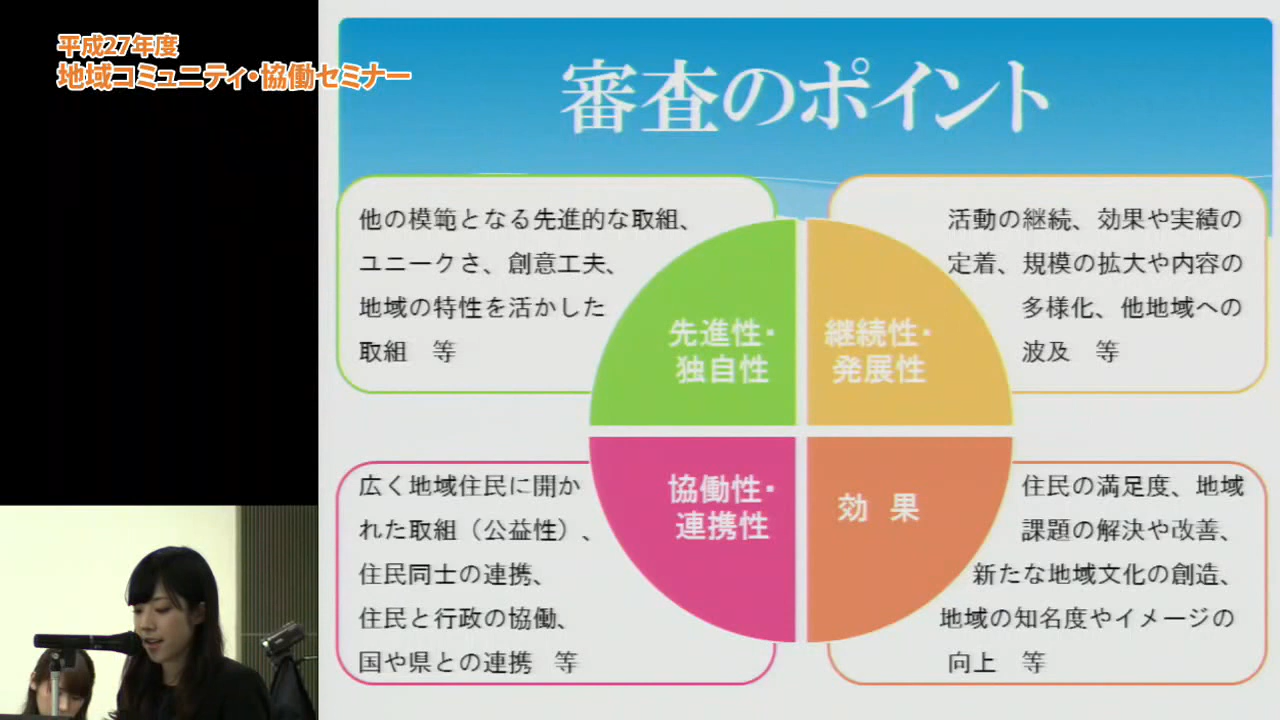 平成27年度
地域コミュニティ・協働セミナー
審査のポイント
他の模範となる先進的な取組、
ユニークさ、創意工夫、
地域の特性を活かした
取組　等
先進性・
独自性
活動の継続、効果や実績の
定着、規模の拡大や内容の
多様化、他地域への
波及　等
継続性・
発展性
広く地域住民に開か
れた取組（公益性）、
住民同士の連携、
住民と行政の協働、
国や県との連携　等
協働性・
連携性
効　果
住民の満足度、地域
課題の解決や改善、
新たな地域文化の創造、
地域の知名度やイメージの
向上　等